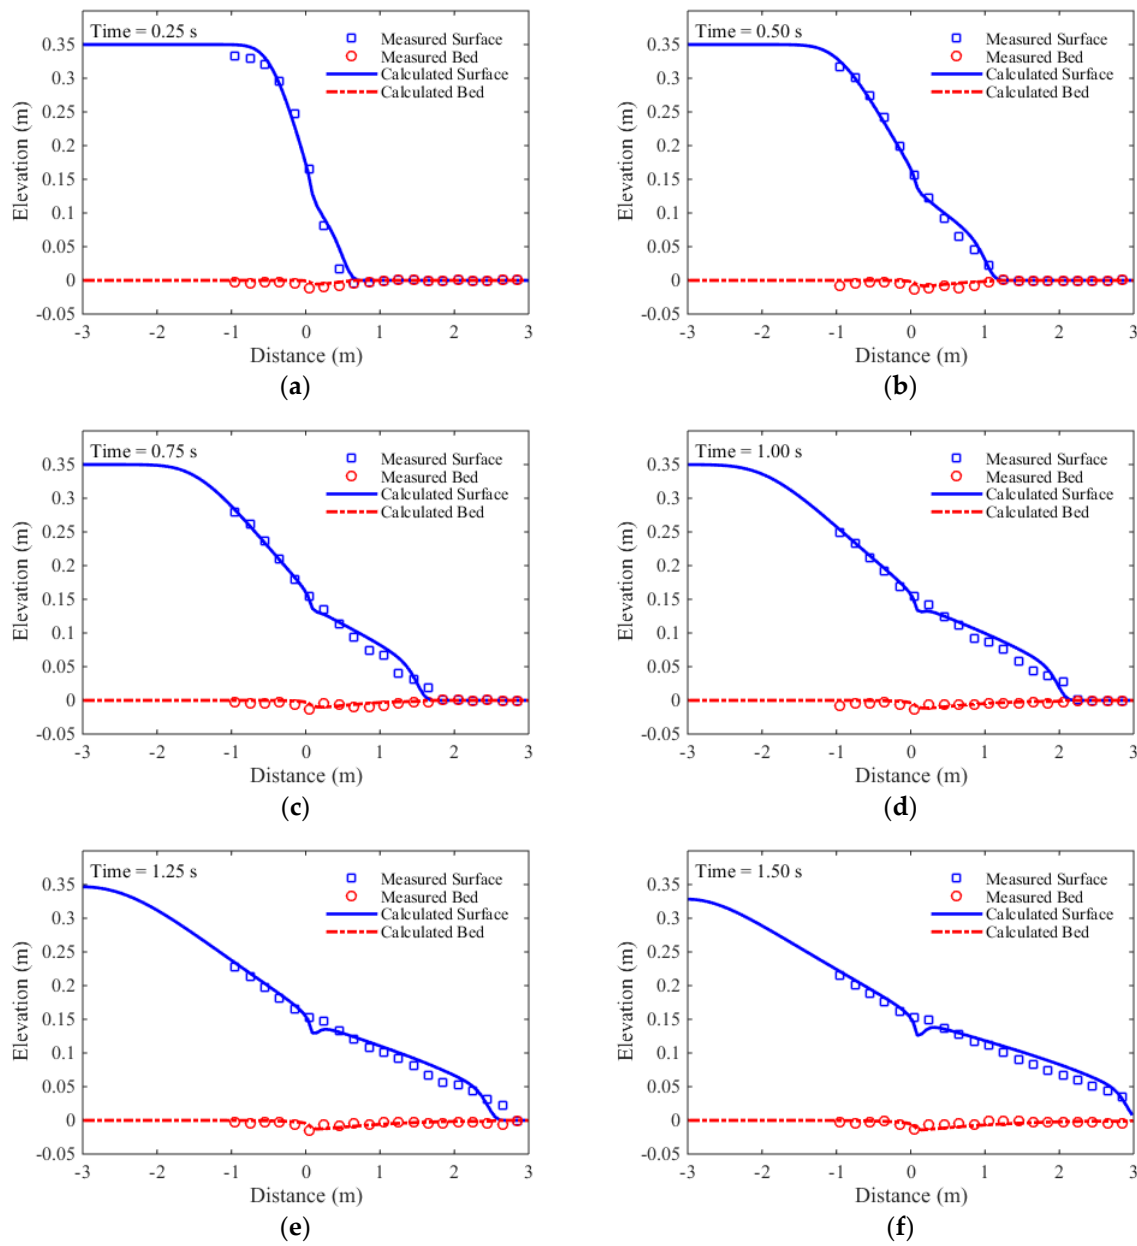 Time = 0.25 s
Measured Surface
Measured Bed
Calculated Surface
Calculated Bed
0.35
0.3
0.25
0.2
0.15
0.1
0.05
0
-0.05
Elevation (m)
-3 -2 -1 0 1 2 3
Distance (m)
(a)
Time = 0.50 s
Measured Surface
Measured Bed
Calculated Surface
Calculated Bed
0.35
0.3
0.25
0.2
0.15
0.1
0.05
0
-0.05
Elevation (m)
-3 -2 -1 0 1 2 3
Distance (m)
(b)
Time = 0.75 s
Measured Surface
Measured Bed
Calculated Surface
Calculated Bed
0.35
0.3
0.25
0.2
0.15
0.1
0.05
0
-0.05
Elevation (m)
-3 -2 -1 0 1 2 3
Distance (m)
(c)
Time = 1.00 s
Measured Surface
Measured Bed
Calculated Surface
Calculated Bed
0.35
0.3
0.25
0.2
0.15
0.1
0.05
0
-0.05
Elevation (m)
-3 -2 -1 0 1 2 3
Distance (m)
(d)
Time = 1.25 s
Measured Surface
Measured Bed
Calculated Surface
Calculated Bed
0.35
0.3
0.25
0.2
0.15
0.1
0.05
0
-0.05
Elevation (m)
-3 -2 -1 0 1 2 3
Distance (m)
(e)
Time = 1.50 s
Measured Surface
Measured Bed
Calculated Surface
Calculated Bed
0.35
0.3
0.25
0.2
0.15
0.1
0.05
0
-0.05
Elevation (m)
-3 -2 -1 0 1 2 3
Distance (m)
(f)